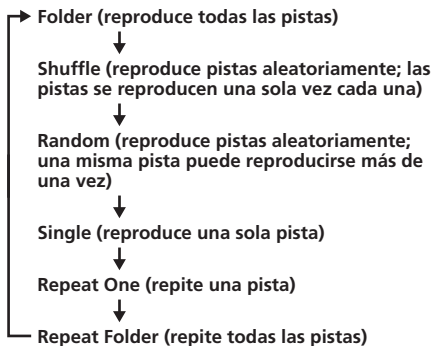 Folder (reproduce todas las pistas)
Shuffle (reproduce pistas aleatoriamente; las
pistas se reproducen una sola vez cada una)
Random (reproduce pistas aleatoriamente;
una misma pista puede reproducirse más de
una vez)
Single (reproduce una sola pista)
Repeat One (repite una pista)
Repeat Folder (repite todas las pistas)